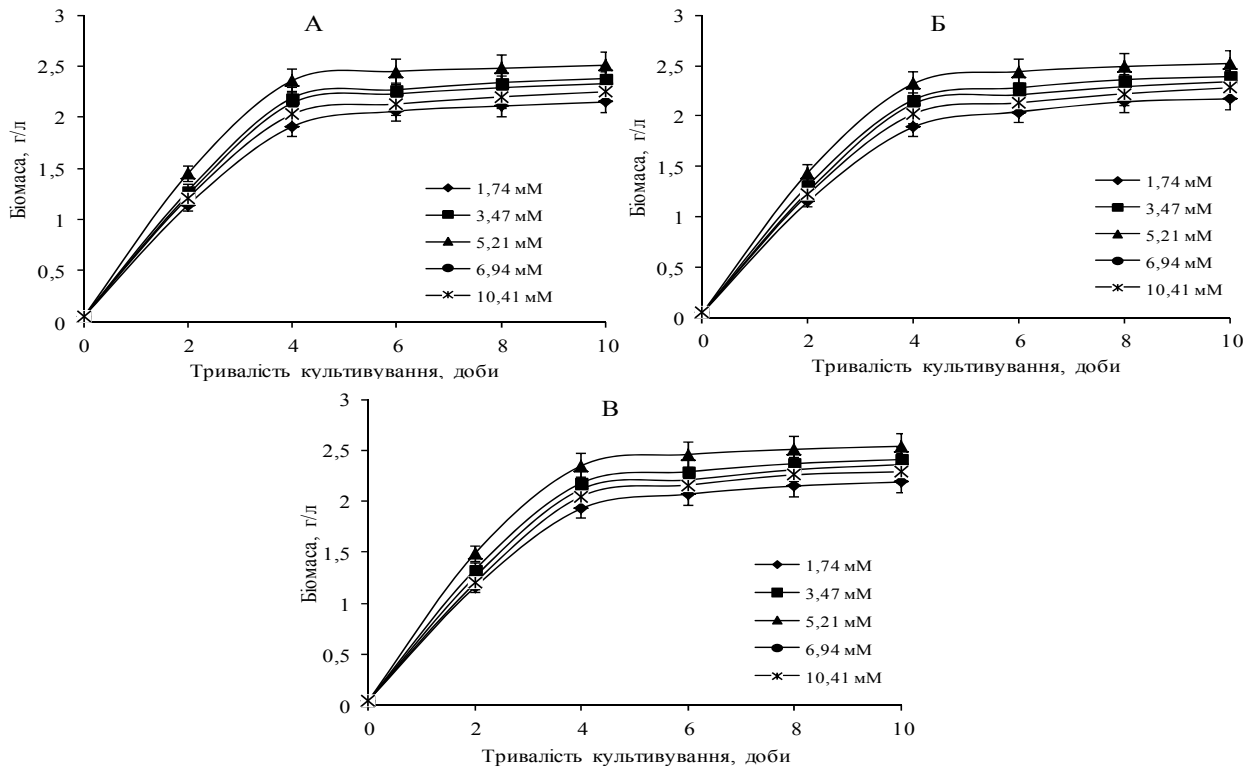 А
Біомаса, г/л
3
2,5
2
1,5
1
0,5
0
0 2 4 6 8 10
Тривалість культивування, доби
1,74 мМ
3,47 мМ
5,21 мМ
6,94 мМ
10,41 мМ
Б
Біомаса, г/л
3
2,5
2
1,5
1
0,5
0
0 2 4 6 8 10
Тривалість культивування, доби
1,74 мМ
3,47 мМ
5,21 мМ
6,94 мМ
10,41 мМ
В
Біомаса, г/л
3
2,5
2
1,5
1
0,5
0
0 2 4 6 8 10
Тривалість культивування, доби
1,74 мМ
3,47 мМ
5,21 мМ
6,94 мМ
10,41 мМ